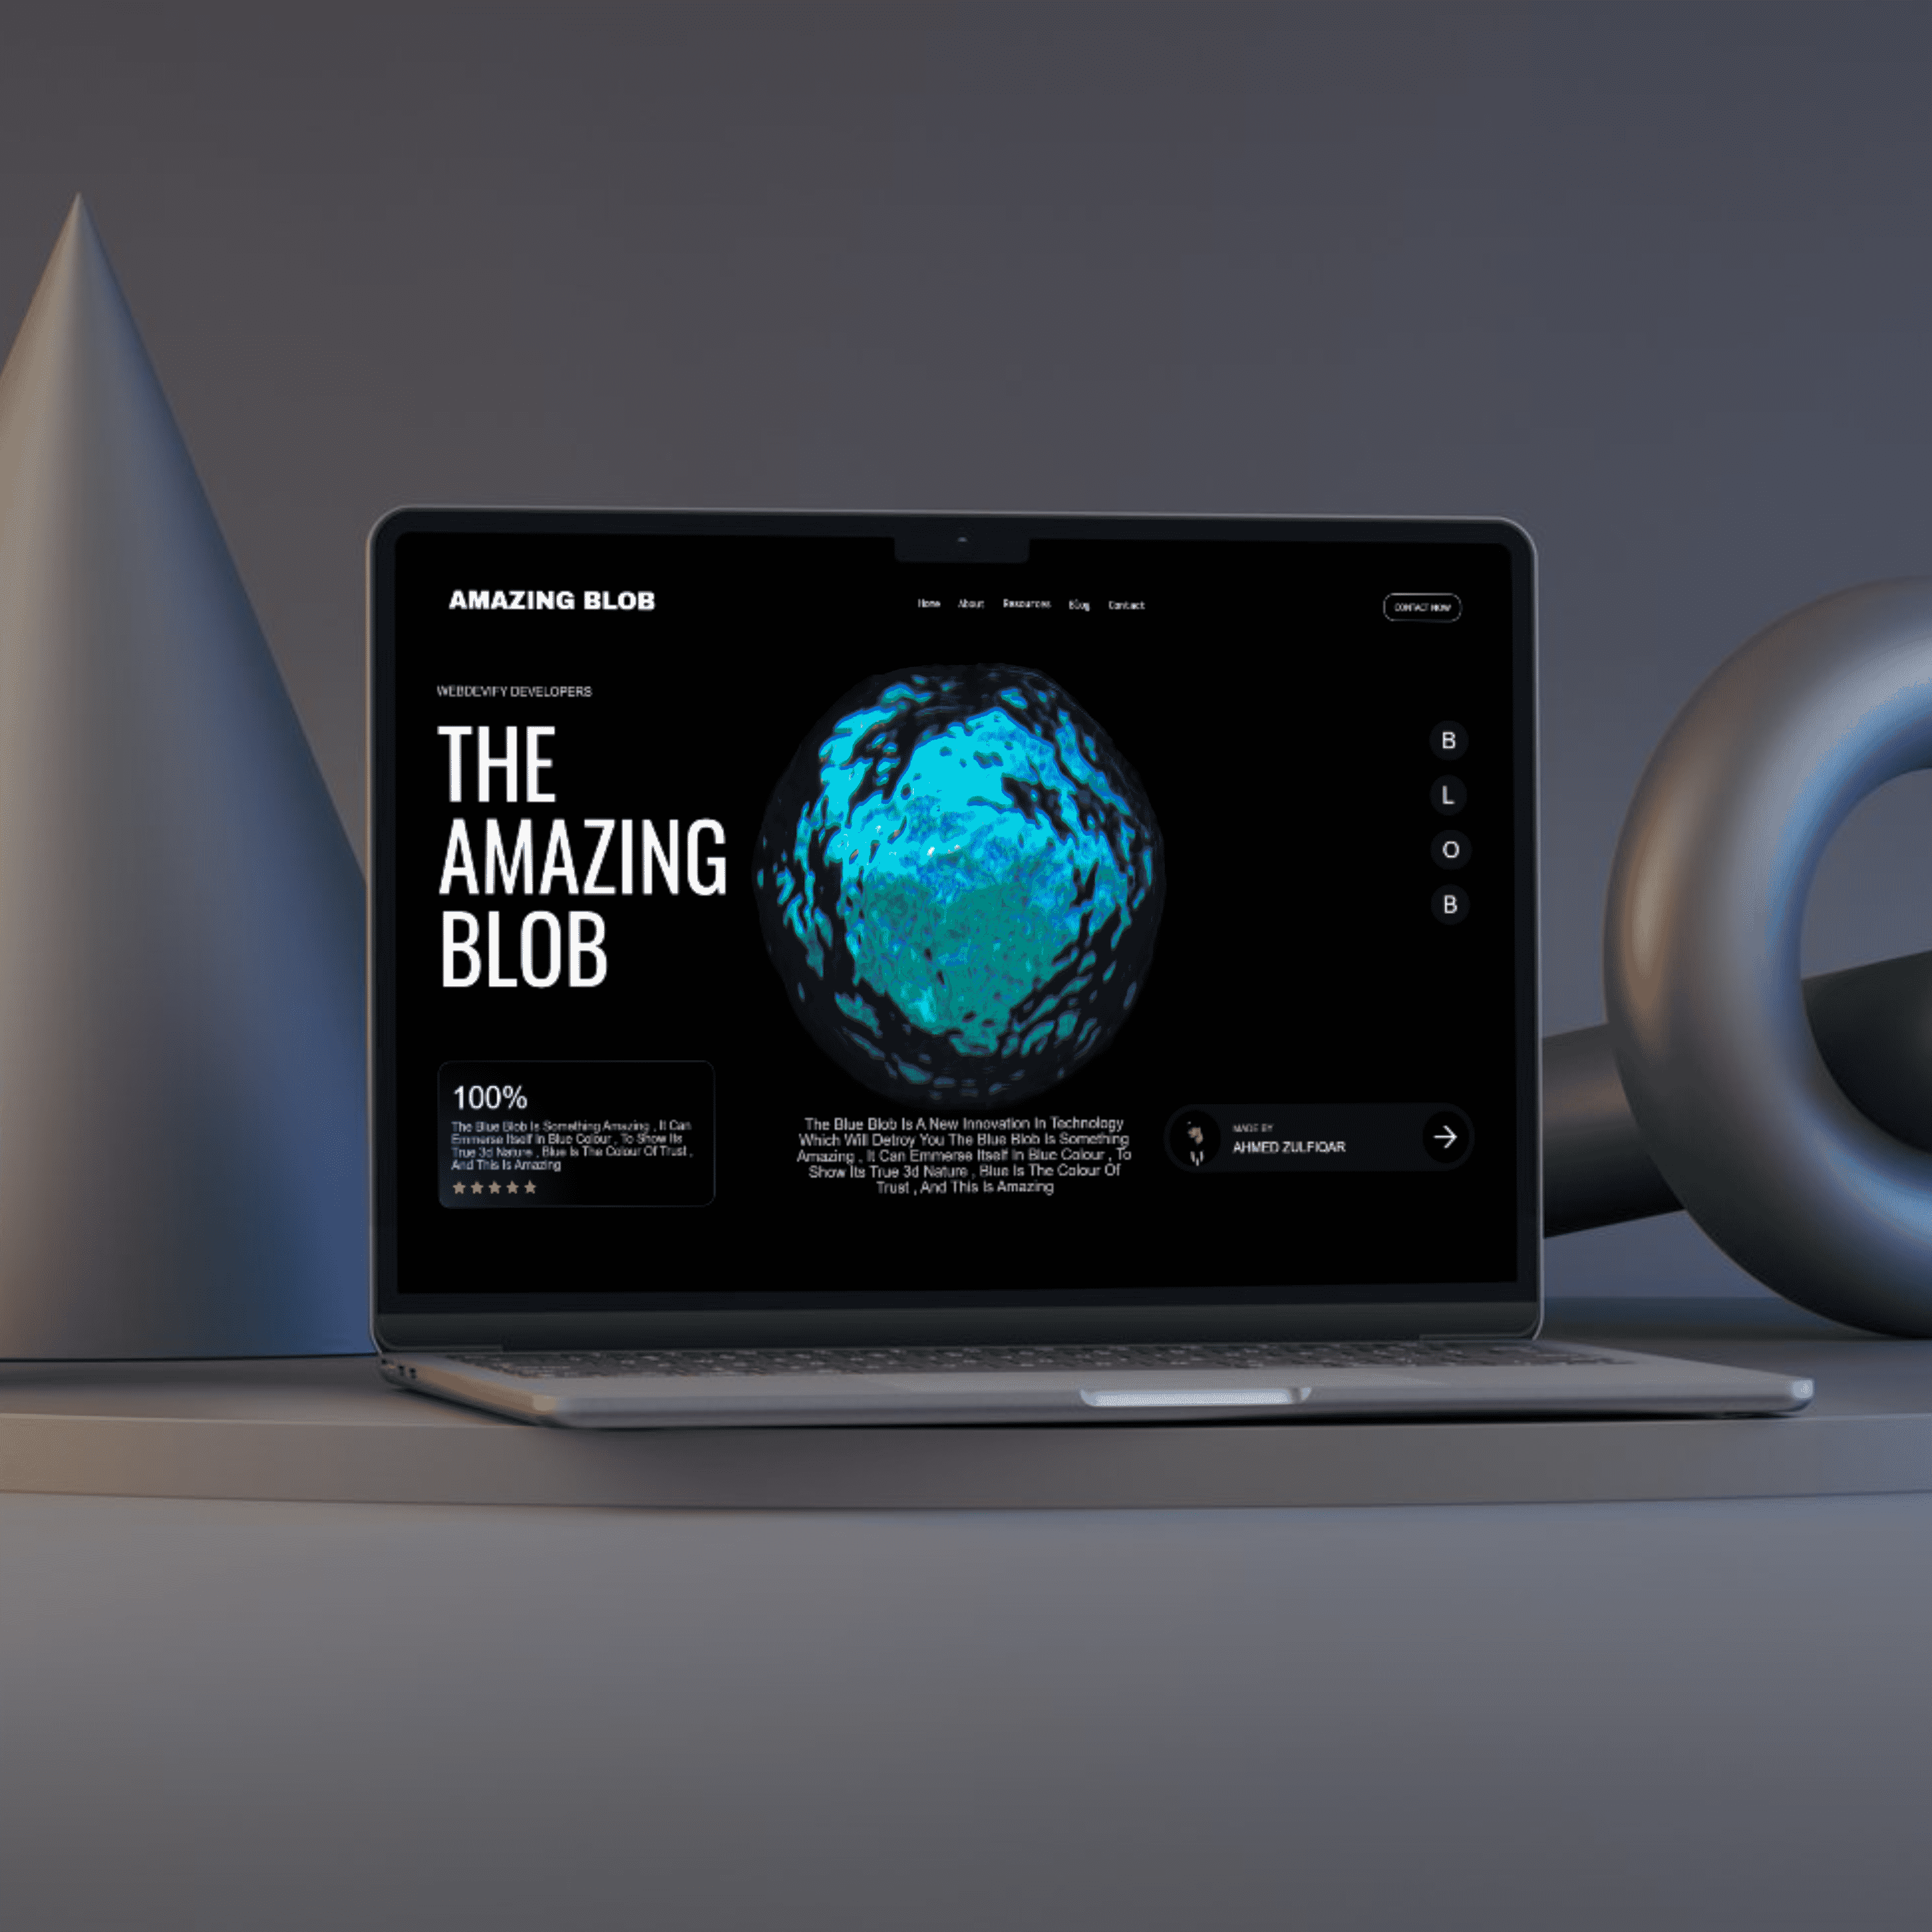 AMAZING BLOB
Home About Resources Blog Contact
CONTACT NOW
WEBDEVIFY DEVELOPERS
THE
AMAZING
BLOB
B
L
O
B
100%
The Blue Blob Is Something Amazing , It Can
Emmerse Itself In Blue Colour , To Show Its
True 3d Nature , Blue Is The Colour Of Trust ,
And This Is Amazing
The Blue Blob Is A New Innovation In Technology
Which Will Detroy You The Blue Blob Is Something
Amazing , It Can Emmerse Itself In Blue Colour , To
Show Its True 3d Nature , Blue Is The Colour Of
Trust , And This Is Amazing
MADE BY
AHMED ZULFIQAR